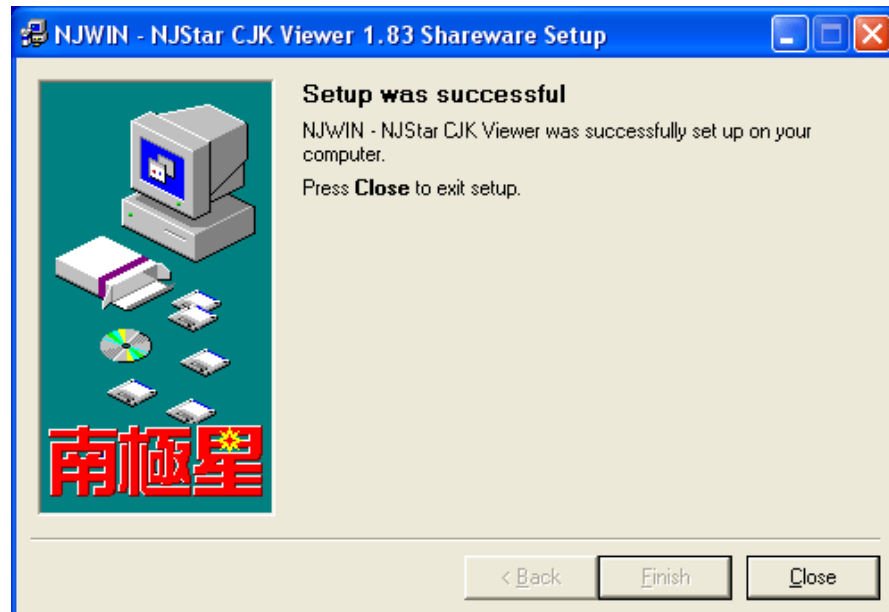 NJWIN - NJStar CJK Viewer 1.83 Shareware Setup
Setup was successful
NJWIN - NJStar CJK Viewer was successfully set up on your
computer.
Press Close to exit setup.
南極星
< Back
Finish
Close